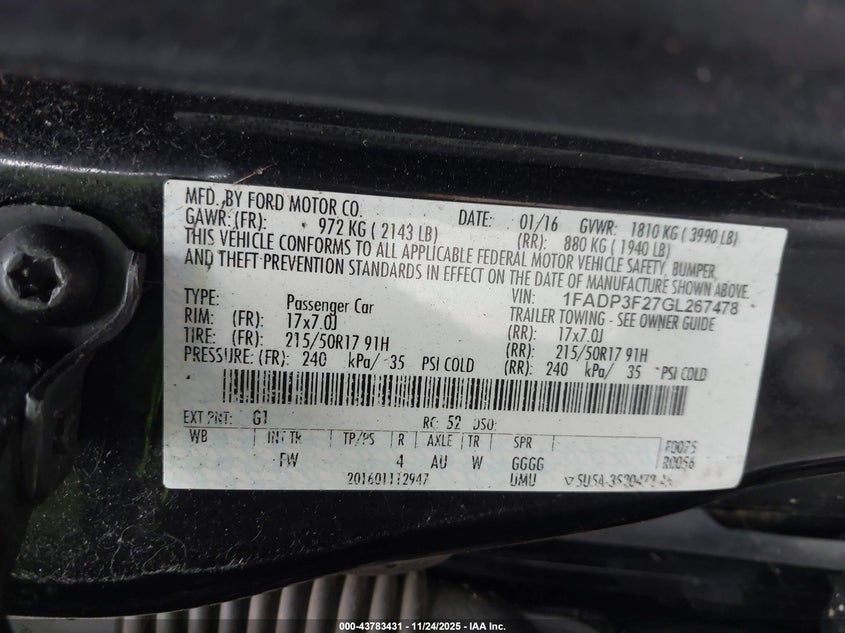 MFD. BY FORD MOTOR CO. DATE: 01/16 GVWR: 1810 KG ( 3990 LB)
GAWR: (FR): 972 KG ( 2143 LB) (RR): 880 KG ( 1940 LB)
THIS VEHICLE CONFORMS TO ALL APPLICABLE FEDERAL MOTOR VEHICLE SAFETY, BUMPER,
AND THEFT PREVENTION STANDARDS IN EFFECT ON THE DATE OF MANUFACTURE SHOWN ABOVE.
VIN: 1FADP3F27GL267478
TYPE: Passenger Car TRAILER TOWING - SEE OWNER GUIDE
RIM: (FR): 17x7.0J (RR): 17x7.0J
TIRE: (FR): 215/50R17 91H (RR): 215/50R17 91H
PRESSURE: (FR): 240 kPa/ 35 PSI COLD (RR): 240 kPa/ 35 PSI COLD
EXT PNT: G1 RC: 52 DSO:
WB INT TR TP/PS R AXLE TR SPR
FW 4 AU W GGGG
201601112947 UMU
000-43783431 - 11/24/2025 - IAA Inc.